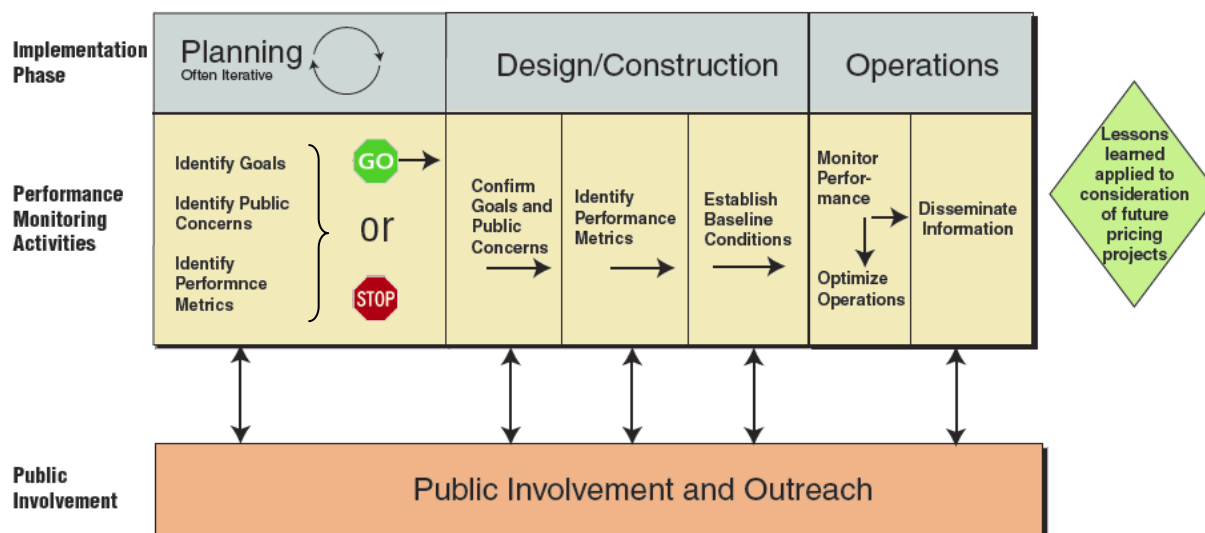 Implementation
Phase
Planning
Often Iterative
Design/Construction
Operations
Performance
Monitoring
Activities
Identify Goals
Identify Public
Concerns
Identify
Performnce
Metrics
GO
or
STOP
Confirm
Goals and
Public
Concerns
Identify
Performance
Metrics
Establish
Baseline
Conditions
Monitor
Perfor-
mance
Optimize
Operations
Disseminate
Information
Lessons
learned
applied to
consideration
of future
pricing
projects.
Public
Involvement
Public Involvement and Outreach